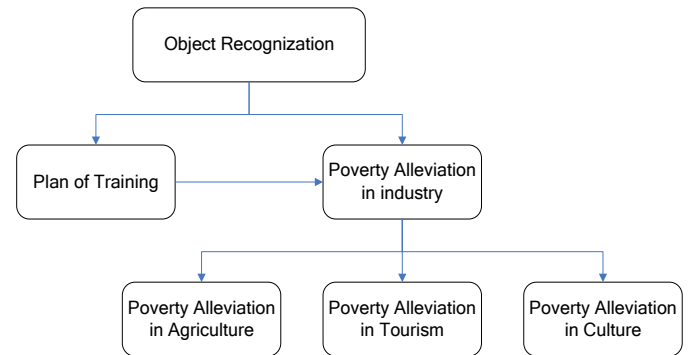 Object Recognization
Plan of Training
Poverty Alleviation
in industry
Poverty Alleviation
in Agriculture
Poverty Alleviation
in Tourism
Poverty Alleviation
in Culture